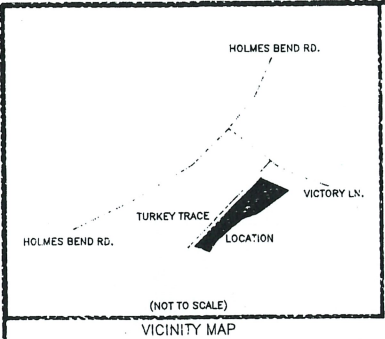 HOLMES BEND RD.
VICTORY LN.
TURKEY TRACE
HOLMES BEND RD.
LOCATION
(NOT TO SCALE)
VICINITY MAP